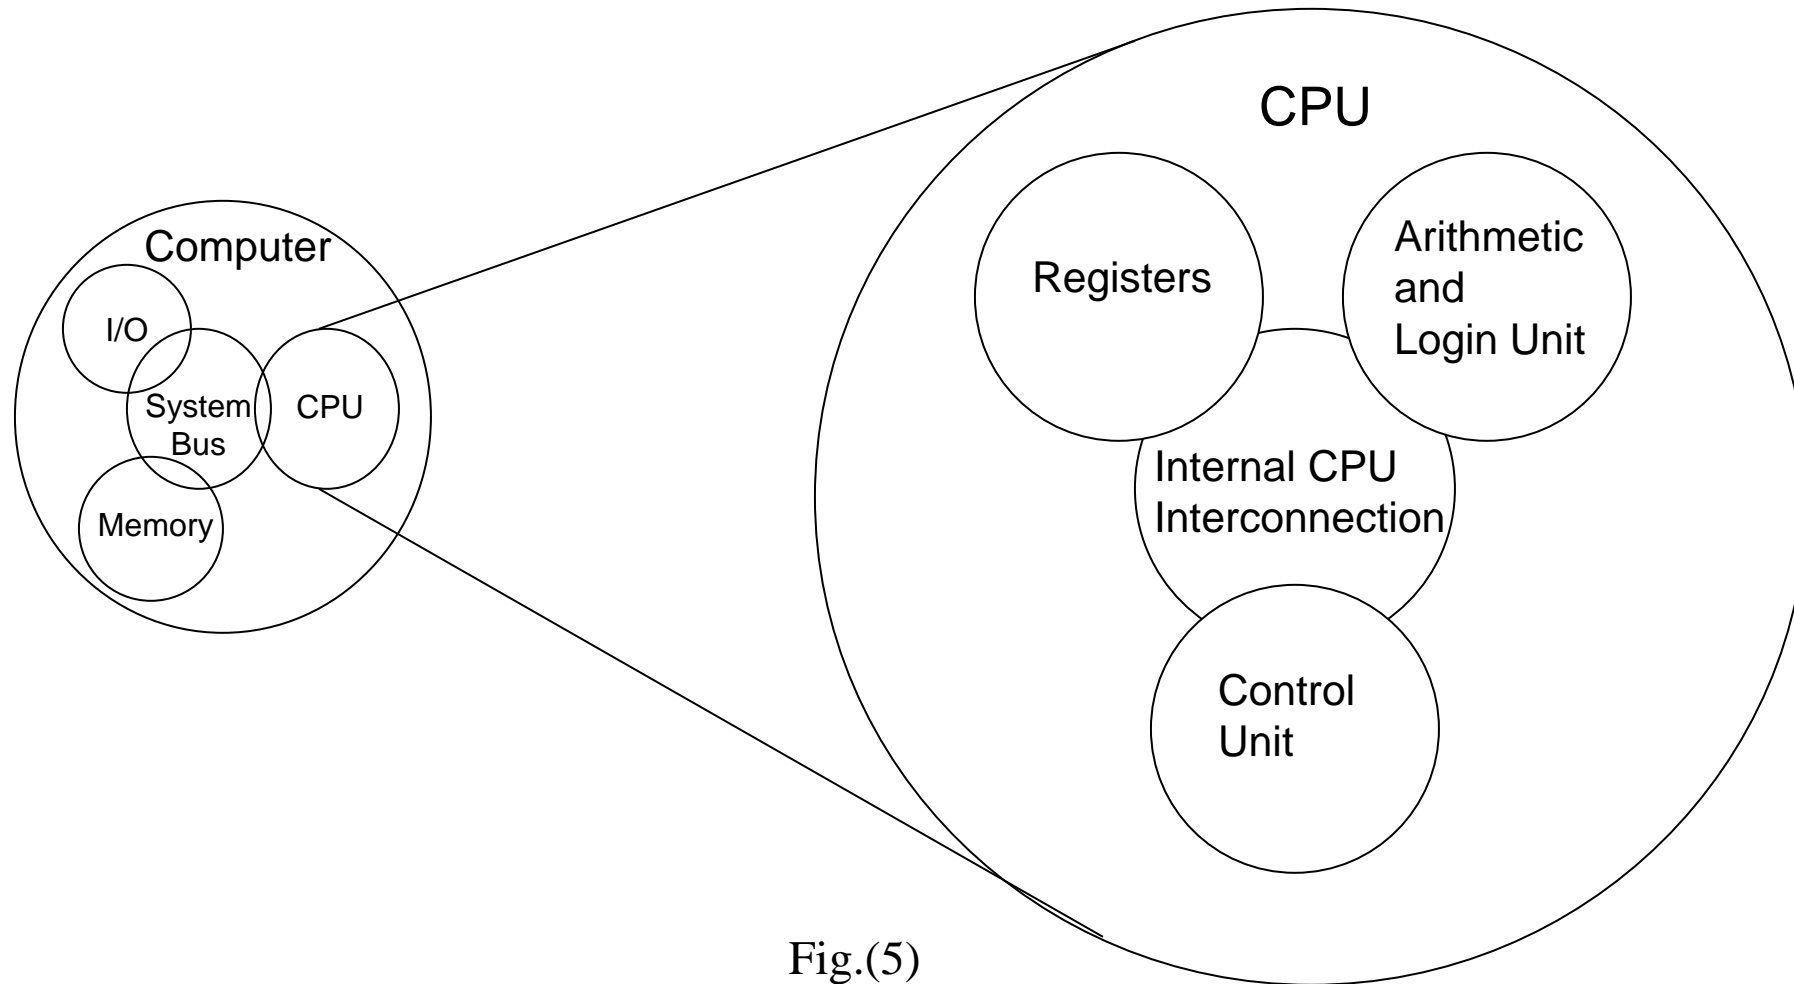 Computer
I/O
System
Bus
CPU
Memory
CPU
Registers
Arithmetic
and
Login Unit
Internal CPU
Interconnection
Control
Unit
Fig.(5)